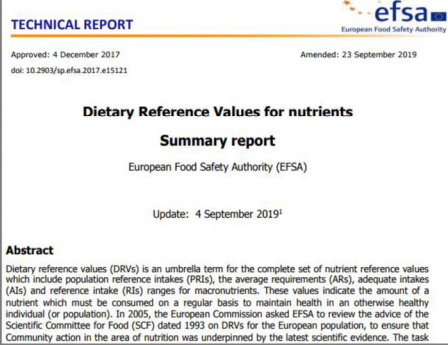 efsa
TECHNICAL REPORT
European Food Safety Authority
Approved: 4 December 2017
Amended: 23 September 2019
doi: 10.2903/sp.efsa.2017.e15121
Dietary Reference Values for nutrients
Summary report
European Food Safety Authority (EFSA)
Update: 4 September 2019¹
Abstract
Dietary reference values (DRVs) is an umbrella term for the complete set of nutrient reference values
which include population reference intakes (PRIs), the average requirements (ARs), adequate intakes
(AIs) and reference intake (RIs) ranges for macronutrients. These values indicate the amount of a
nutrient which must be consumed on a regular basis to maintain health in an otherwise healthy
individual (or population). In 2005, the European Commission asked EFSA to review the advice of the
Scientific Committee for Food (SCF) dated 1993 on DRVs for the European population, to ensure that
Community action in the area of nutrition was underpinned by the latest scientific evidence. The task